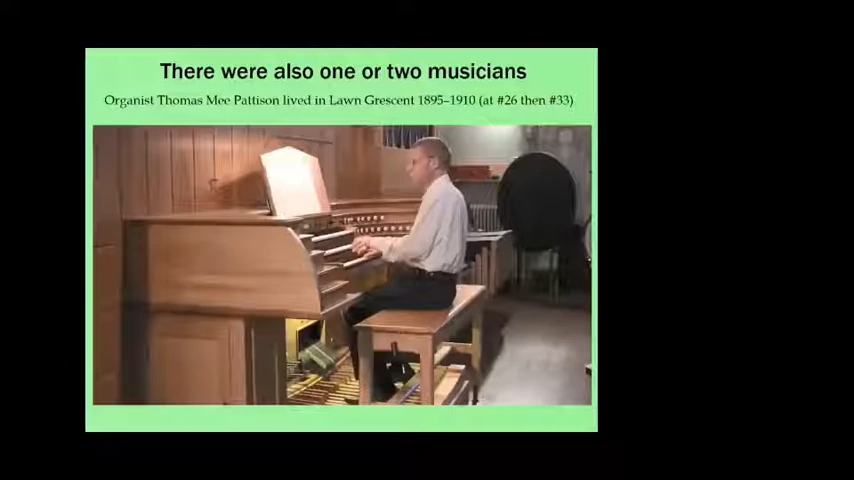 There were also one or two musicians
Organist Thomas Mee Pattison lived in Lawn Grescent 1895–1910 (at #26 then #33)